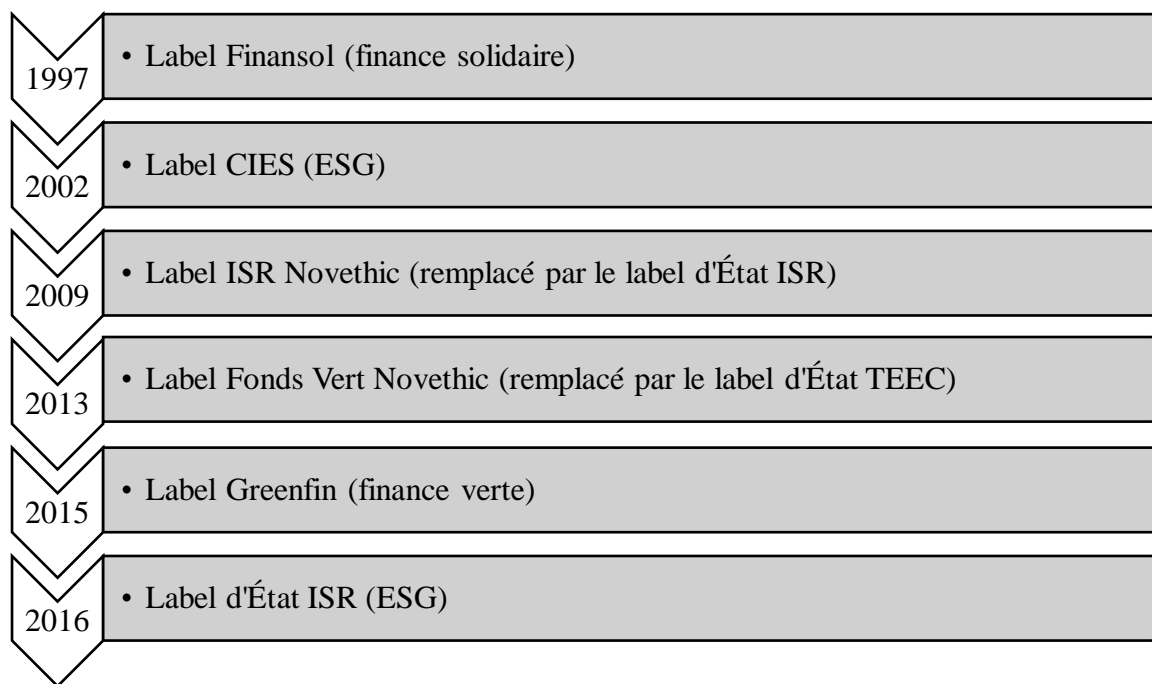 1997
• Label Finansol (finance solidaire)
2002
• Label CIES (ESG)
2009
• Label ISR Novethic (remplacé par le label d'État ISR)
2013
• Label Fonds Vert Novethic (remplacé par le label d'État TEEC)
2015
• Label Greenfin (finance verte)
2016
• Label d'État ISR (ESG)